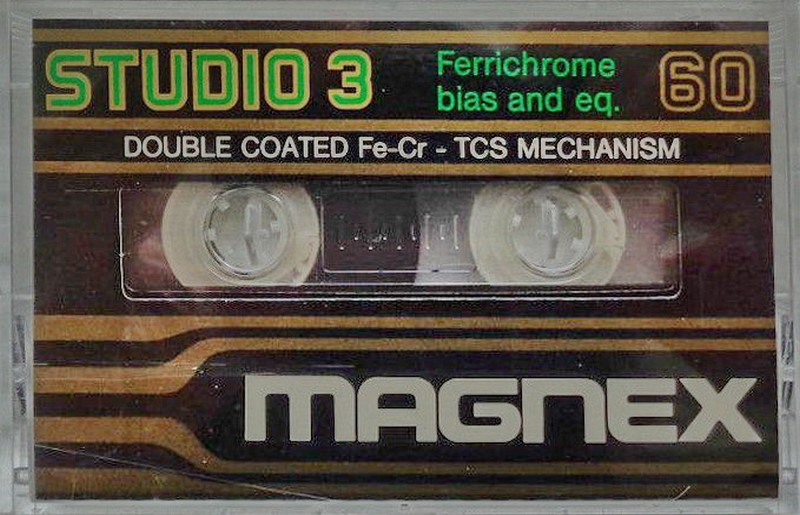 STUDIO 3
Ferrichrome
bias and eq.
60
DOUBLE COATED Fe-Cr - TCS MECHANISM
MAGNEX